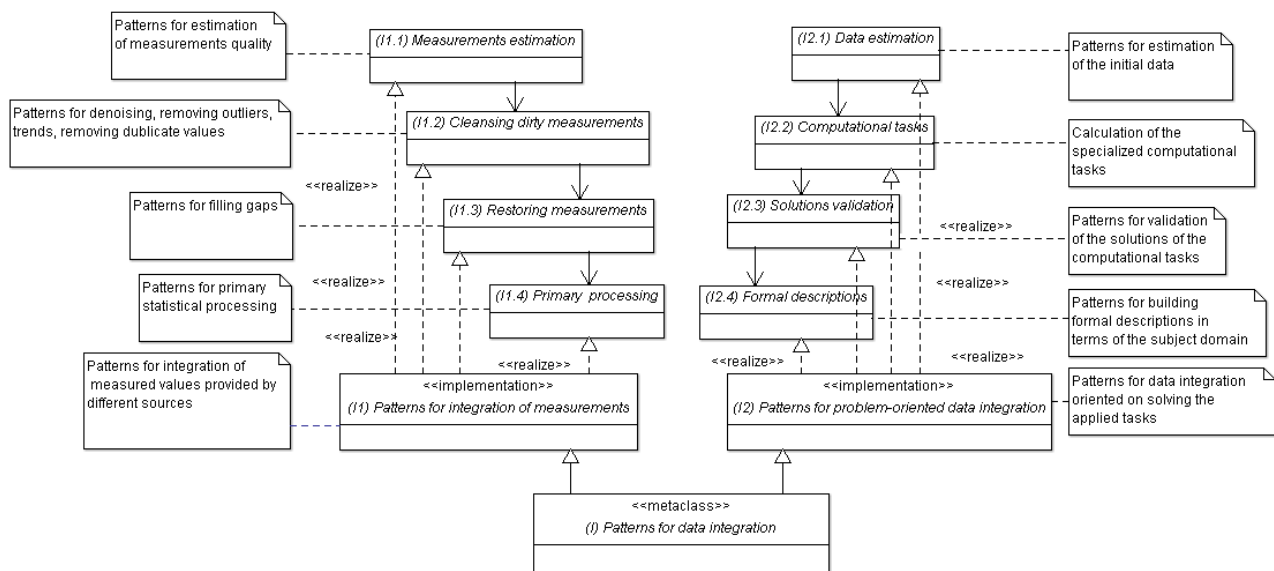 Patterns for estimation
of measurements quality
(I1.1) Measurements estimation
(I2.1) Data estimation
Patterns for estimation
of the initial data
Patterns for denoising, removing outliers,
trends, removing dublicate values
(I1.2) Cleansing dirty measurements
(I2.2) Computational tasks
Calculation of the
specialized computational
tasks
<<realize>>
Patterns for filling gaps
(I1.3) Restoring measurements
(I2.3) Solutions validation
<<realize>>
Patterns for validation
of the solutions of the
computational tasks
<<realize>>
<<realize>>
Patterns for primary
statistical processing
(I1.4) Primary processing
(I2.4) Formal descriptions
Patterns for building
formal descriptions in
terms of the subject domain
<<realize>>
<<realize>>
<<realize>>
<<realize>>
Patterns for integration of
measured values provided by
different sources
<<implementation>>
(I1) Patterns for integration of measurements
<<implementation>>
(I2) Patterns for problem-oriented data integration
Patterns for data integration
oriented on solving the
applied tasks
<<metaclass>>
(I) Patterns for data integration